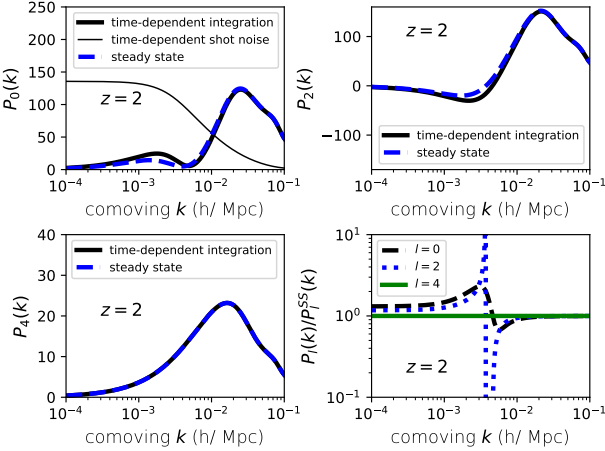 250
200
150
100
50
0
P₀(k)
time-dependent integration
time-dependent shot noise
steady state
z = 2
10⁻⁴ 10⁻³ 10⁻² 10⁻¹
comoving k (h/ Mpc)
100
0
−100
P₂(k)
z = 2
time-dependent integration
steady state
10⁻⁴ 10⁻³ 10⁻² 10⁻¹
comoving k (h/ Mpc)
40
30
20
10
0
P₄(k)
time-dependent integration
steady state
z = 2
10⁻⁴ 10⁻³ 10⁻² 10⁻¹
comoving k (h/ Mpc)
10¹
10⁰
10⁻¹
Pₗ(k)/Pₗˢˢ(k)
l = 0
l = 2
l = 4
z = 2
10⁻⁴ 10⁻³ 10⁻² 10⁻¹
comoving k (h/ Mpc)